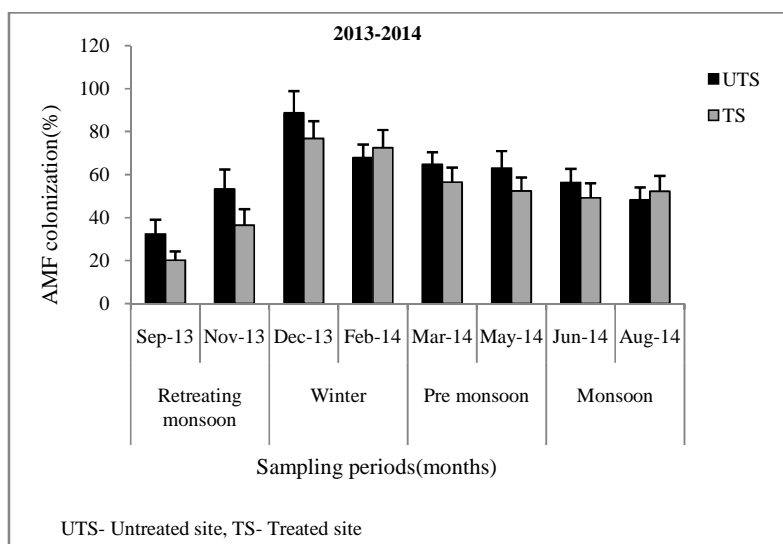 2013-2014
120
100
80
60
40
20
0
AMF colonization(%)
UTS
TS
Sep-13 Nov-13 Dec-13 Feb-14 Mar-14 May-14 Jun-14 Aug-14
Retreating monsoon Winter Pre monsoon Monsoon
Sampling periods(months)
UTS- Untreated site, TS- Treated site